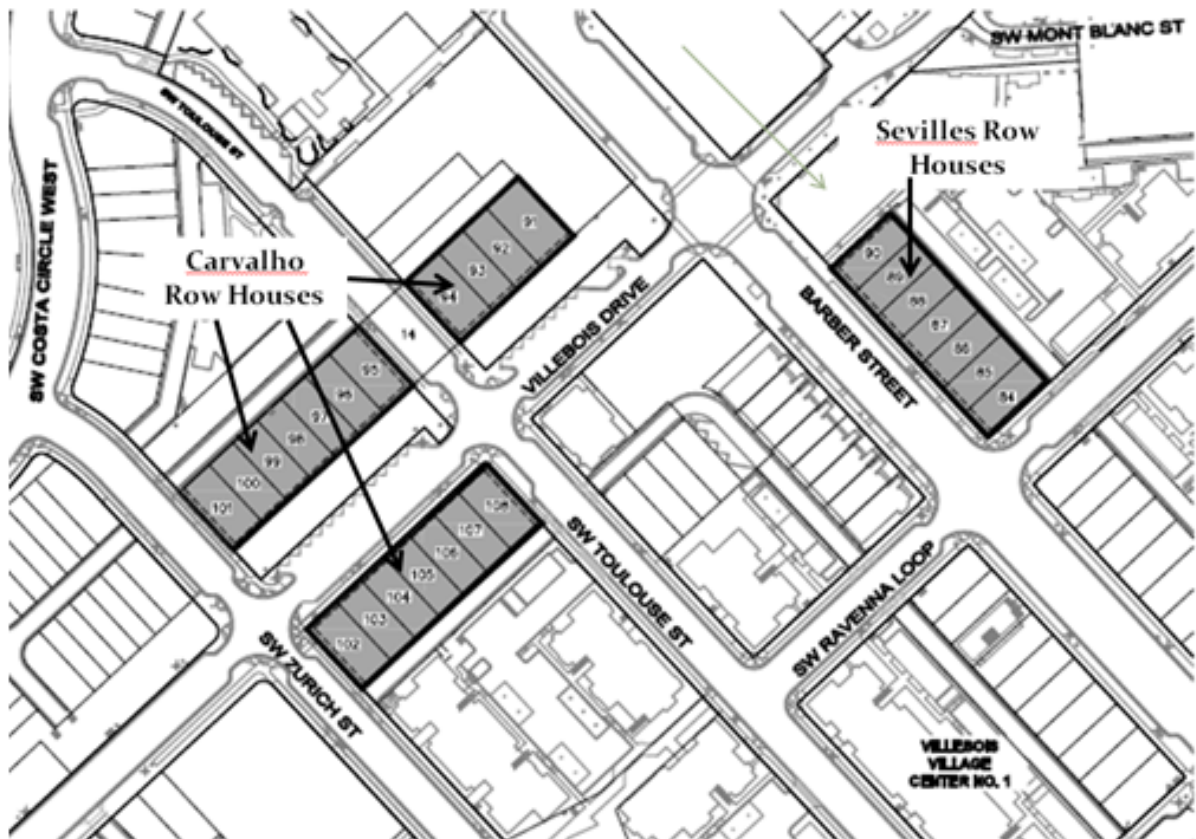 SW MONT BLANC ST
Sevilles Row
Houses
SW TOULOUSE ST
SW COSTA CIRCLE WEST
Carvalho
Row Houses
91
92
93
94
90
89
88
87
86
85
84
14
VILLEBOIS DRIVE
BARBER STREET
95
96
97
98
99
100
101
108
107
106
105
104
103
102
SW TOULOUSE ST
SW RAVENNA LOOP
SW ZURICH ST
VILLEBOIS
VILLAGE
CENTER NO. 1